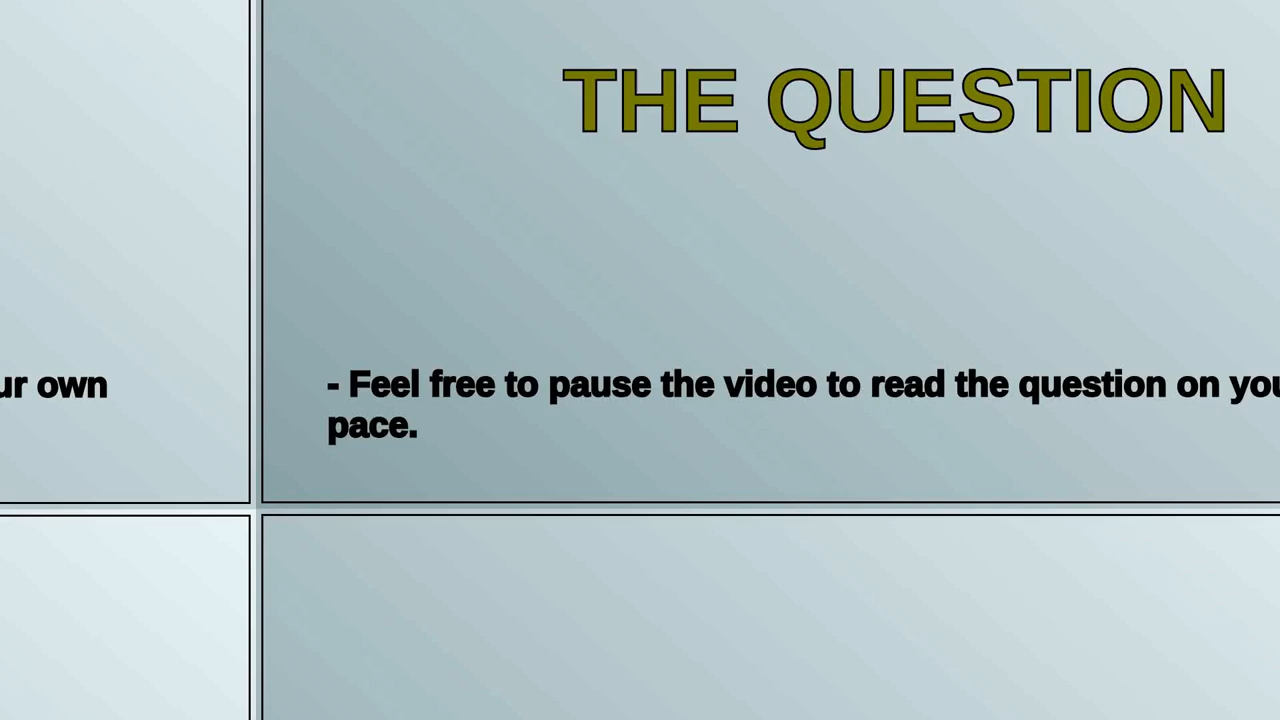 THE QUESTION
ur own
- Feel free to pause the video to read the question on you
pace.